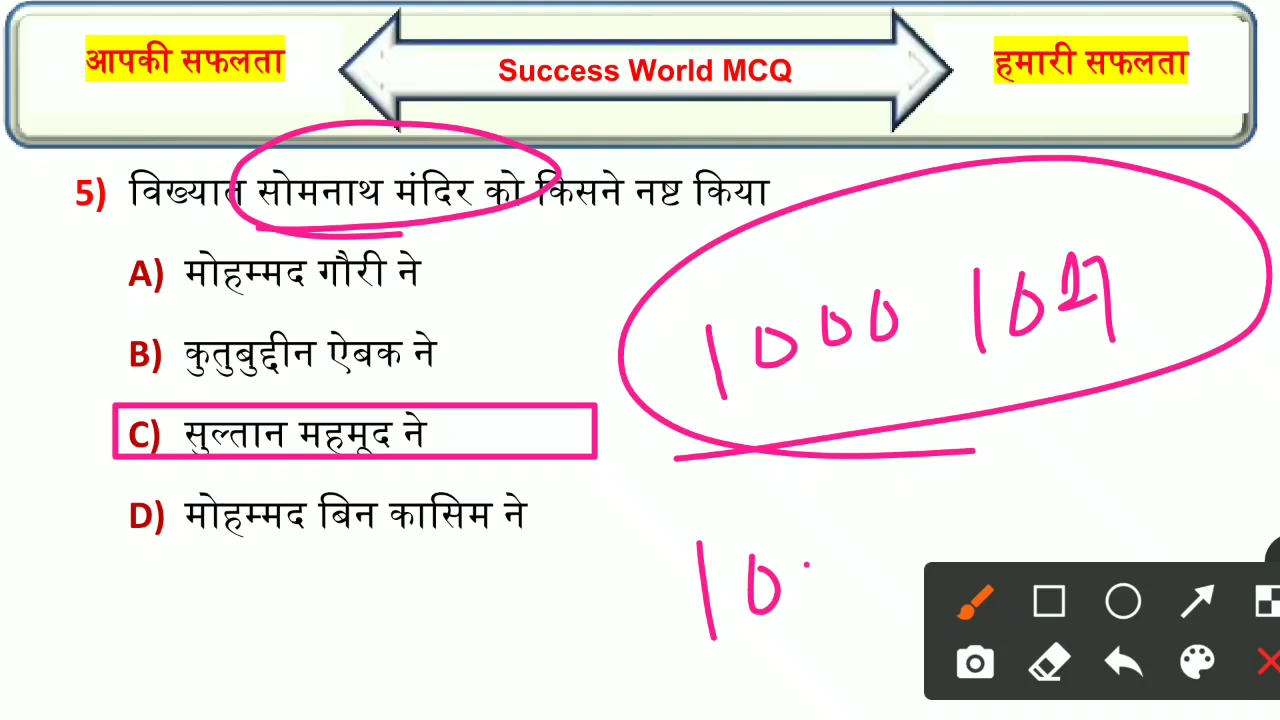 आपकी सफलता
Success World MCQ
हमारी सफलता
5) विख्यात सोमनाथ मंदिर को किसने नष्ट किया
A) मोहम्मद गौरी ने
B) कुतुबुद्दीन ऐबक ने
1000 1027
C) सुल्तान महमूद ने
D) मोहम्मद बिन कासिम ने
10